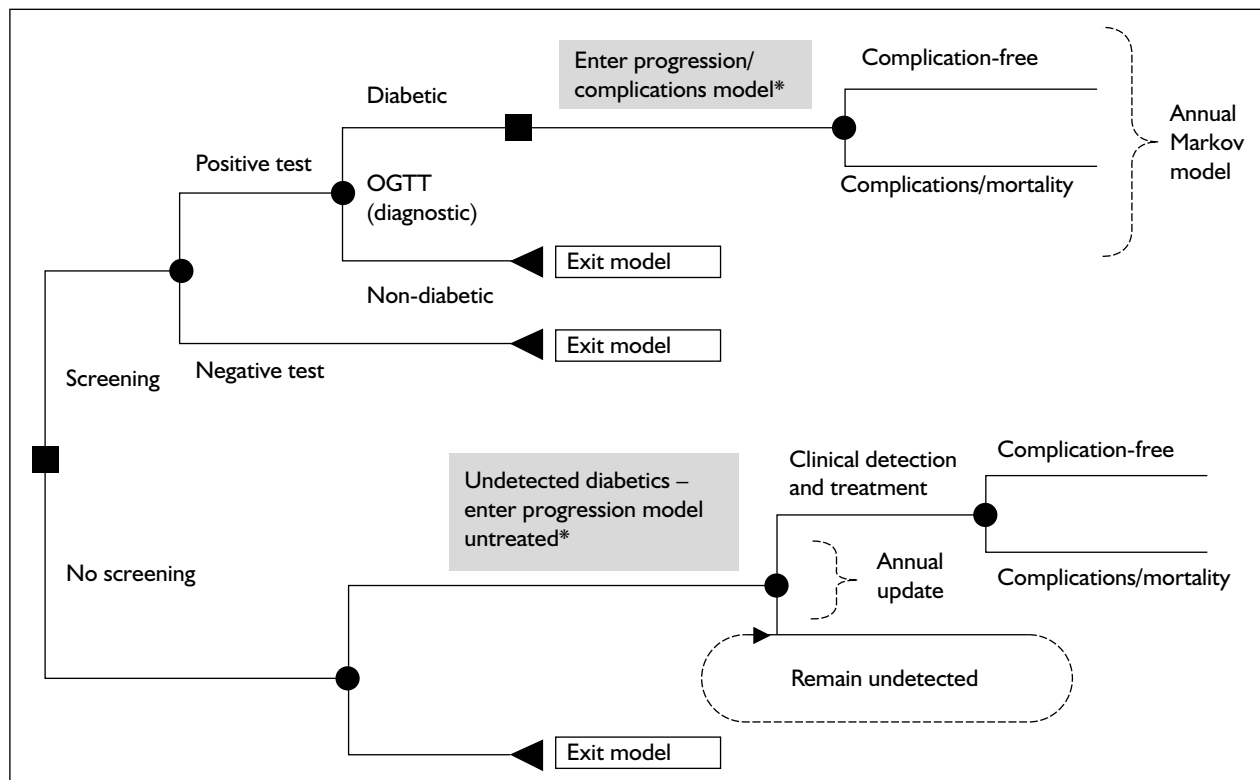 Enter progression/
complications model*
Complication-free
Diabetic
Annual
Markov
model
Positive test
OGTT
(diagnostic)
Complications/mortality
Exit model
Non-diabetic
Exit model
Negative test
Screening
Complication-free
Clinical detection
and treatment
Undetected diabetics –
enter progression model
untreated*
No screening
Annual
update
Complications/mortality
Remain undetected
Exit model